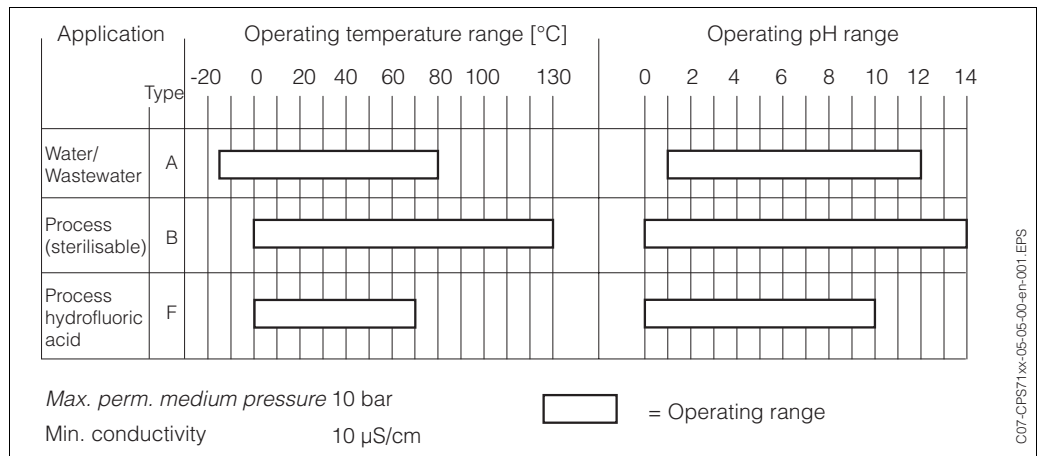 Application Operating temperature range [°C] Operating pH range
Type -20 0 20 40 60 80 100 130 0 2 4 6 8 10 12 14
Water/
Wastewater A
Process
(sterilisable) B
Process
hydrofluoric F
acid
Max. perm. medium pressure 10 bar
= Operating range
Min. conductivity 10 µS/cm
C07-CPS71xx-05-05-00-en-001.EPS